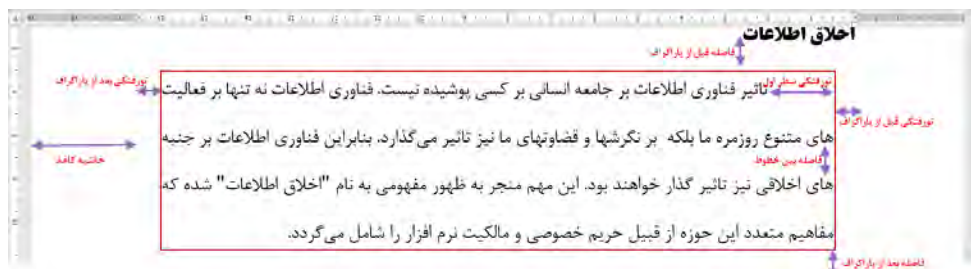 اخلاق اطلاعات
فاصله قبل از پاراگراف
تورفتگی سطر اول
تاثیر فناوری اطلاعات بر جامعه انسانی بر کسی پوشیده نیست. فناوری اطلاعات نه تنها بر فعالیت
تورفتگی بعد از پاراگراف
تورفتگی قبل از پاراگراف
های متنوع روزمره ما بلکه بر نگرشها و قضاوتهای ما نیز تاثیر می‌گذارد. بنابراین فناوری اطلاعات بر جنبه
فاصله بین خطوط
حاشیه کاغذ
های اخلاقی نیز تاثیر گذار خواهند بود. این مهم منجر به ظهور مفهومی به نام "اخلاق اطلاعات" شده که
مفاهیم متعدد این حوزه از قبیل حریم خصوصی و مالکیت نرم افزار را شامل می‌گردد.
فاصله بعد از پاراگراف